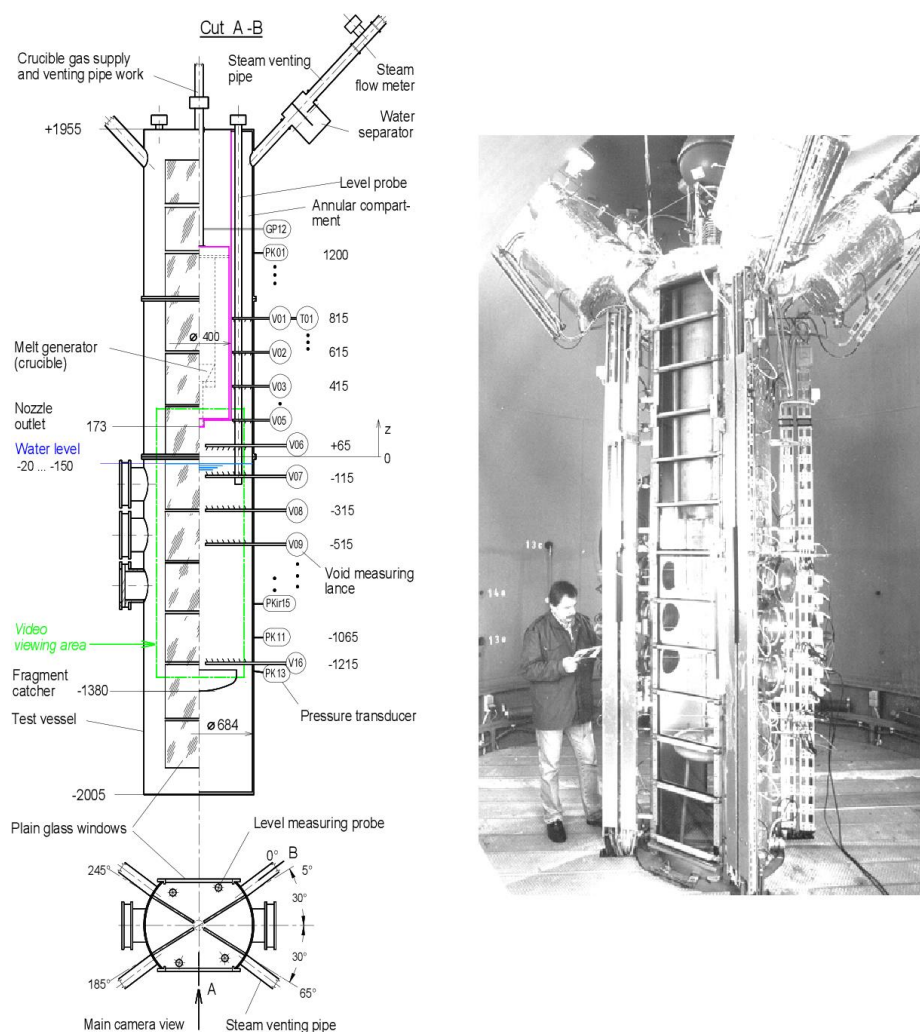 Cut A-B
Crucible gas supply
and venting pipe work
Steam venting
pipe
Steam
flow meter
Water
separator
+1955
Level probe
Annular compart-
ment
GP12
PK01
1200
V01
T01
815
ø 400
V02
615
Melt generator
(crucible)
V03
415
Nozzle
outlet
173
V05
z
0
V06
+65
Water level
-20 ... -150
V07
-115
V08
-315
V09
-515
Void measuring
lance
PKir15
Video
viewing area
PK11
-1065
V16
-1215
PK13
Fragment
catcher
-1380
Test vessel
Pressure transducer
ø 684
-2005
Plain glass windows
Level measuring probe
0°
B
245°
5°
30°
30°
185°
65°
A
Main camera view
Steam venting pipe
13c
14a
13a